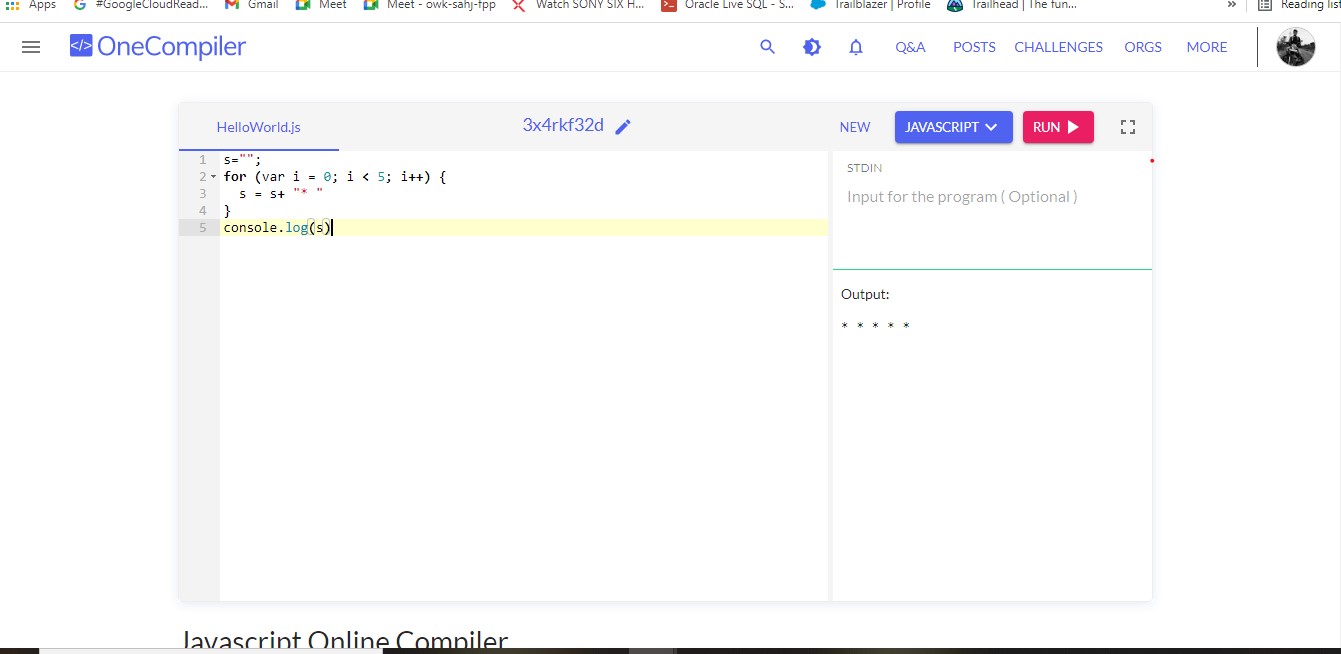 Apps #GoogleCloudRead... Gmail Meet Meet - owk-sahj-fpp Watch SONY SIX H... Oracle Live SQL - S... Trailblazer | Profile Trailhead | The fun... » Reading list
</> OneCompiler Q&A POSTS CHALLENGES ORGS MORE
HelloWorld.js 3x4rkf32d NEW JAVASCRIPT RUN
1 s="";
2 for (var i = 0; i < 5; i++) {
3 s = s+ "* "
4 }
5 console.log(s)
STDIN
Input for the program ( Optional )
Output:
* * * * *
Javascript Online Compiler